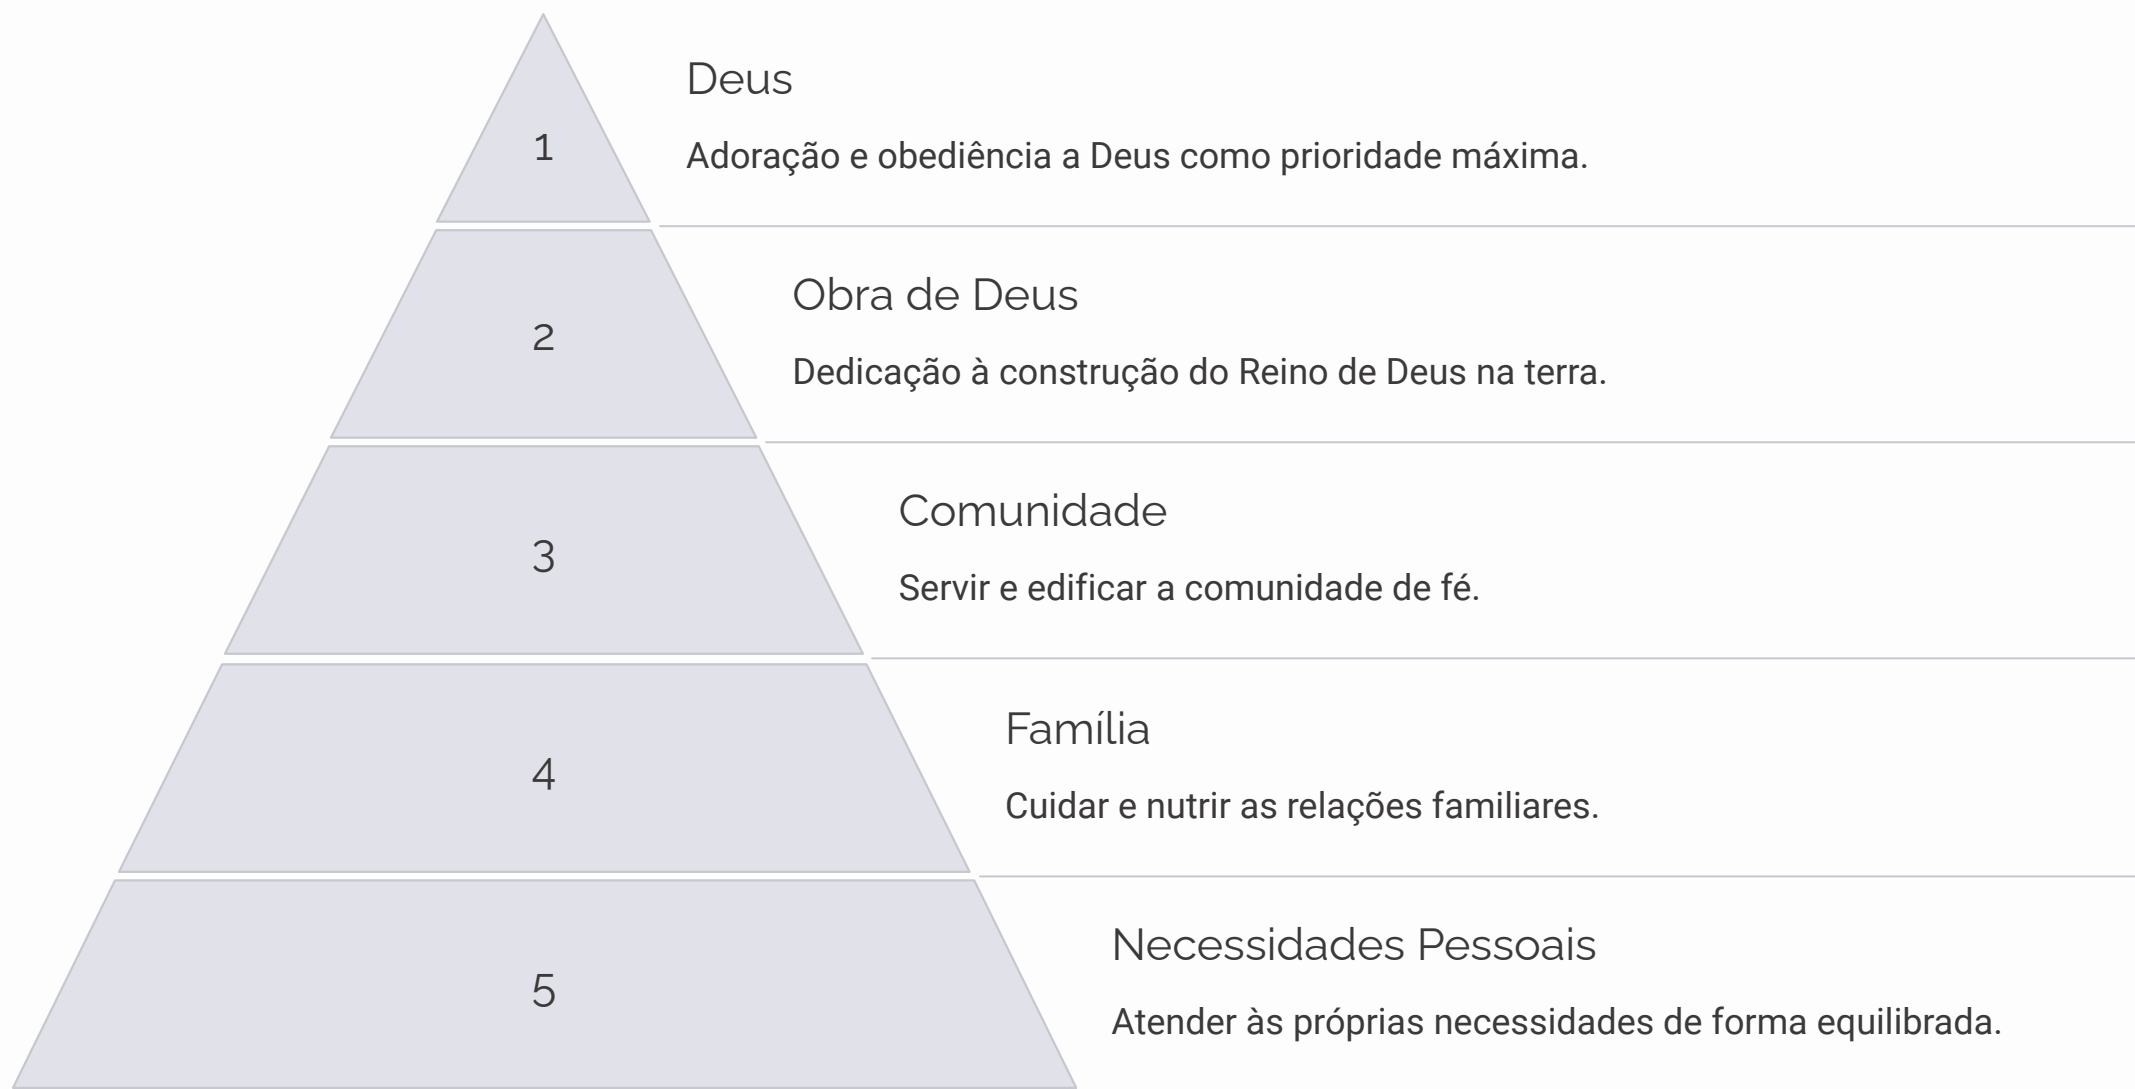 1
Deus
Adoração e obediência a Deus como prioridade máxima.
2
Obra de Deus
Dedicação à construção do Reino de Deus na terra.
3
Comunidade
Servir e edificar a comunidade de fé.
4
Família
Cuidar e nutrir as relações familiares.
5
Necessidades Pessoais
Atender às próprias necessidades de forma equilibrada.